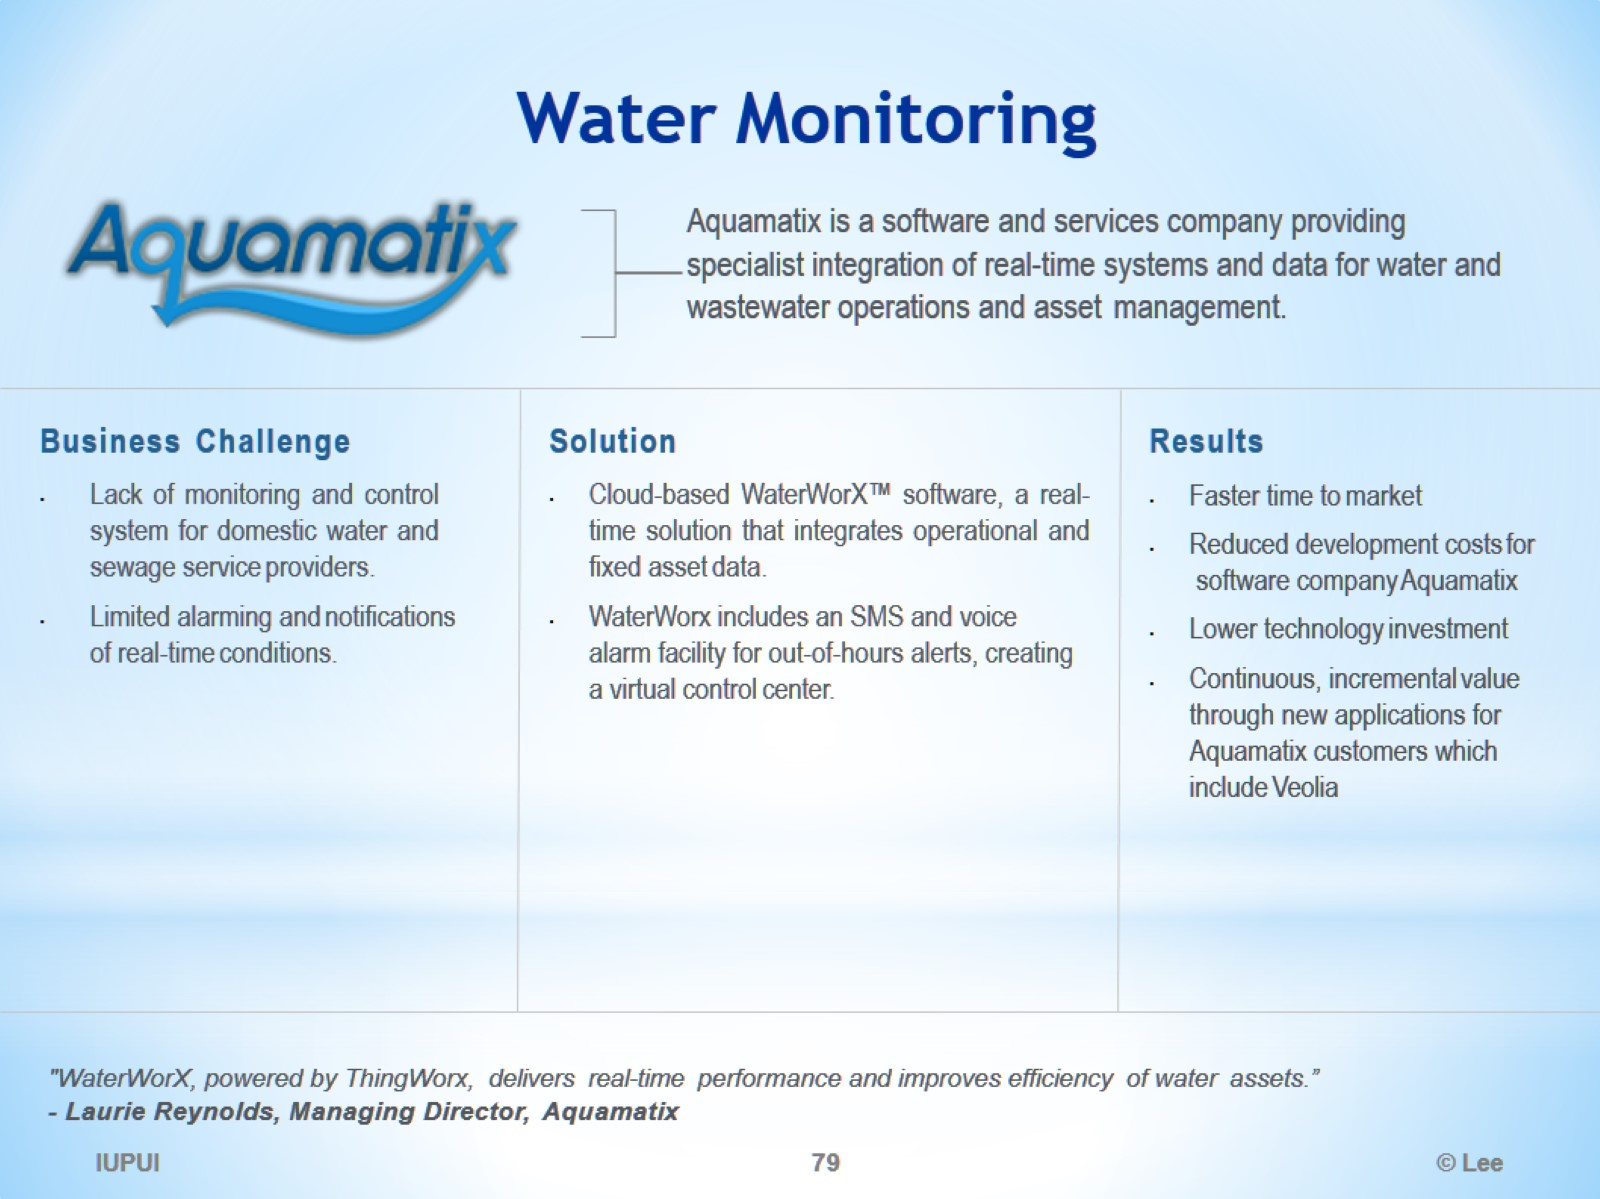 Water Monitoring
Aquamatix
Aquamatix is a software and services company providing
specialist integration of real-time systems and data for water and
wastewater operations and asset management.
Business Challenge
· Lack of monitoring and control
system for domestic water and
sewage service providers.
· Limited alarming and notifications
of real-time conditions.
Solution
· Cloud-based WaterWorX™ software, a real-
time solution that integrates operational and
fixed asset data.
· WaterWorx includes an SMS and voice
alarm facility for out-of-hours alerts, creating
a virtual control center.
Results
· Faster time to market
· Reduced development costs for
software company Aquamatix
· Lower technology investment
· Continuous, incremental value
through new applications for
Aquamatix customers which
include Veolia
"WaterWorX, powered by ThingWorx, delivers real-time performance and improves efficiency of water assets.”
- Laurie Reynolds, Managing Director, Aquamatix
IUPUI
79
© Lee